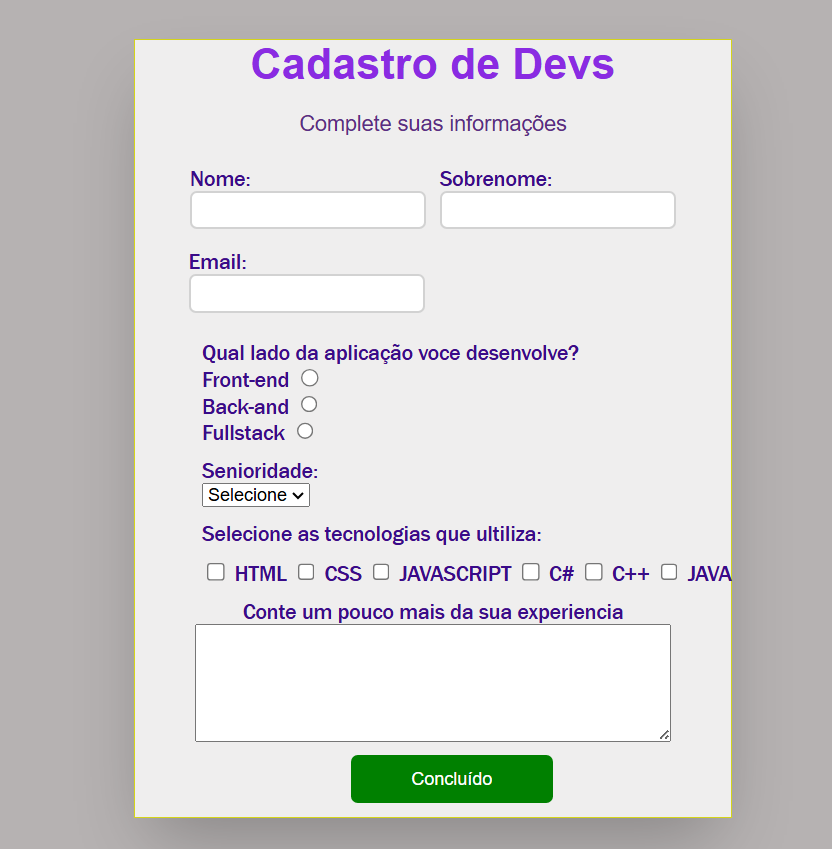 Cadastro de Devs
Complete suas informações
Nome: Sobrenome:
Email:
Qual lado da aplicação voce desenvolve?
Front-end
Back-and
Fullstack
Senioridade:
Selecione
Selecione as tecnologias que ultiliza:
HTML CSS JAVASCRIPT C# C++ JAVA
Conte um pouco mais da sua experiencia
Concluído